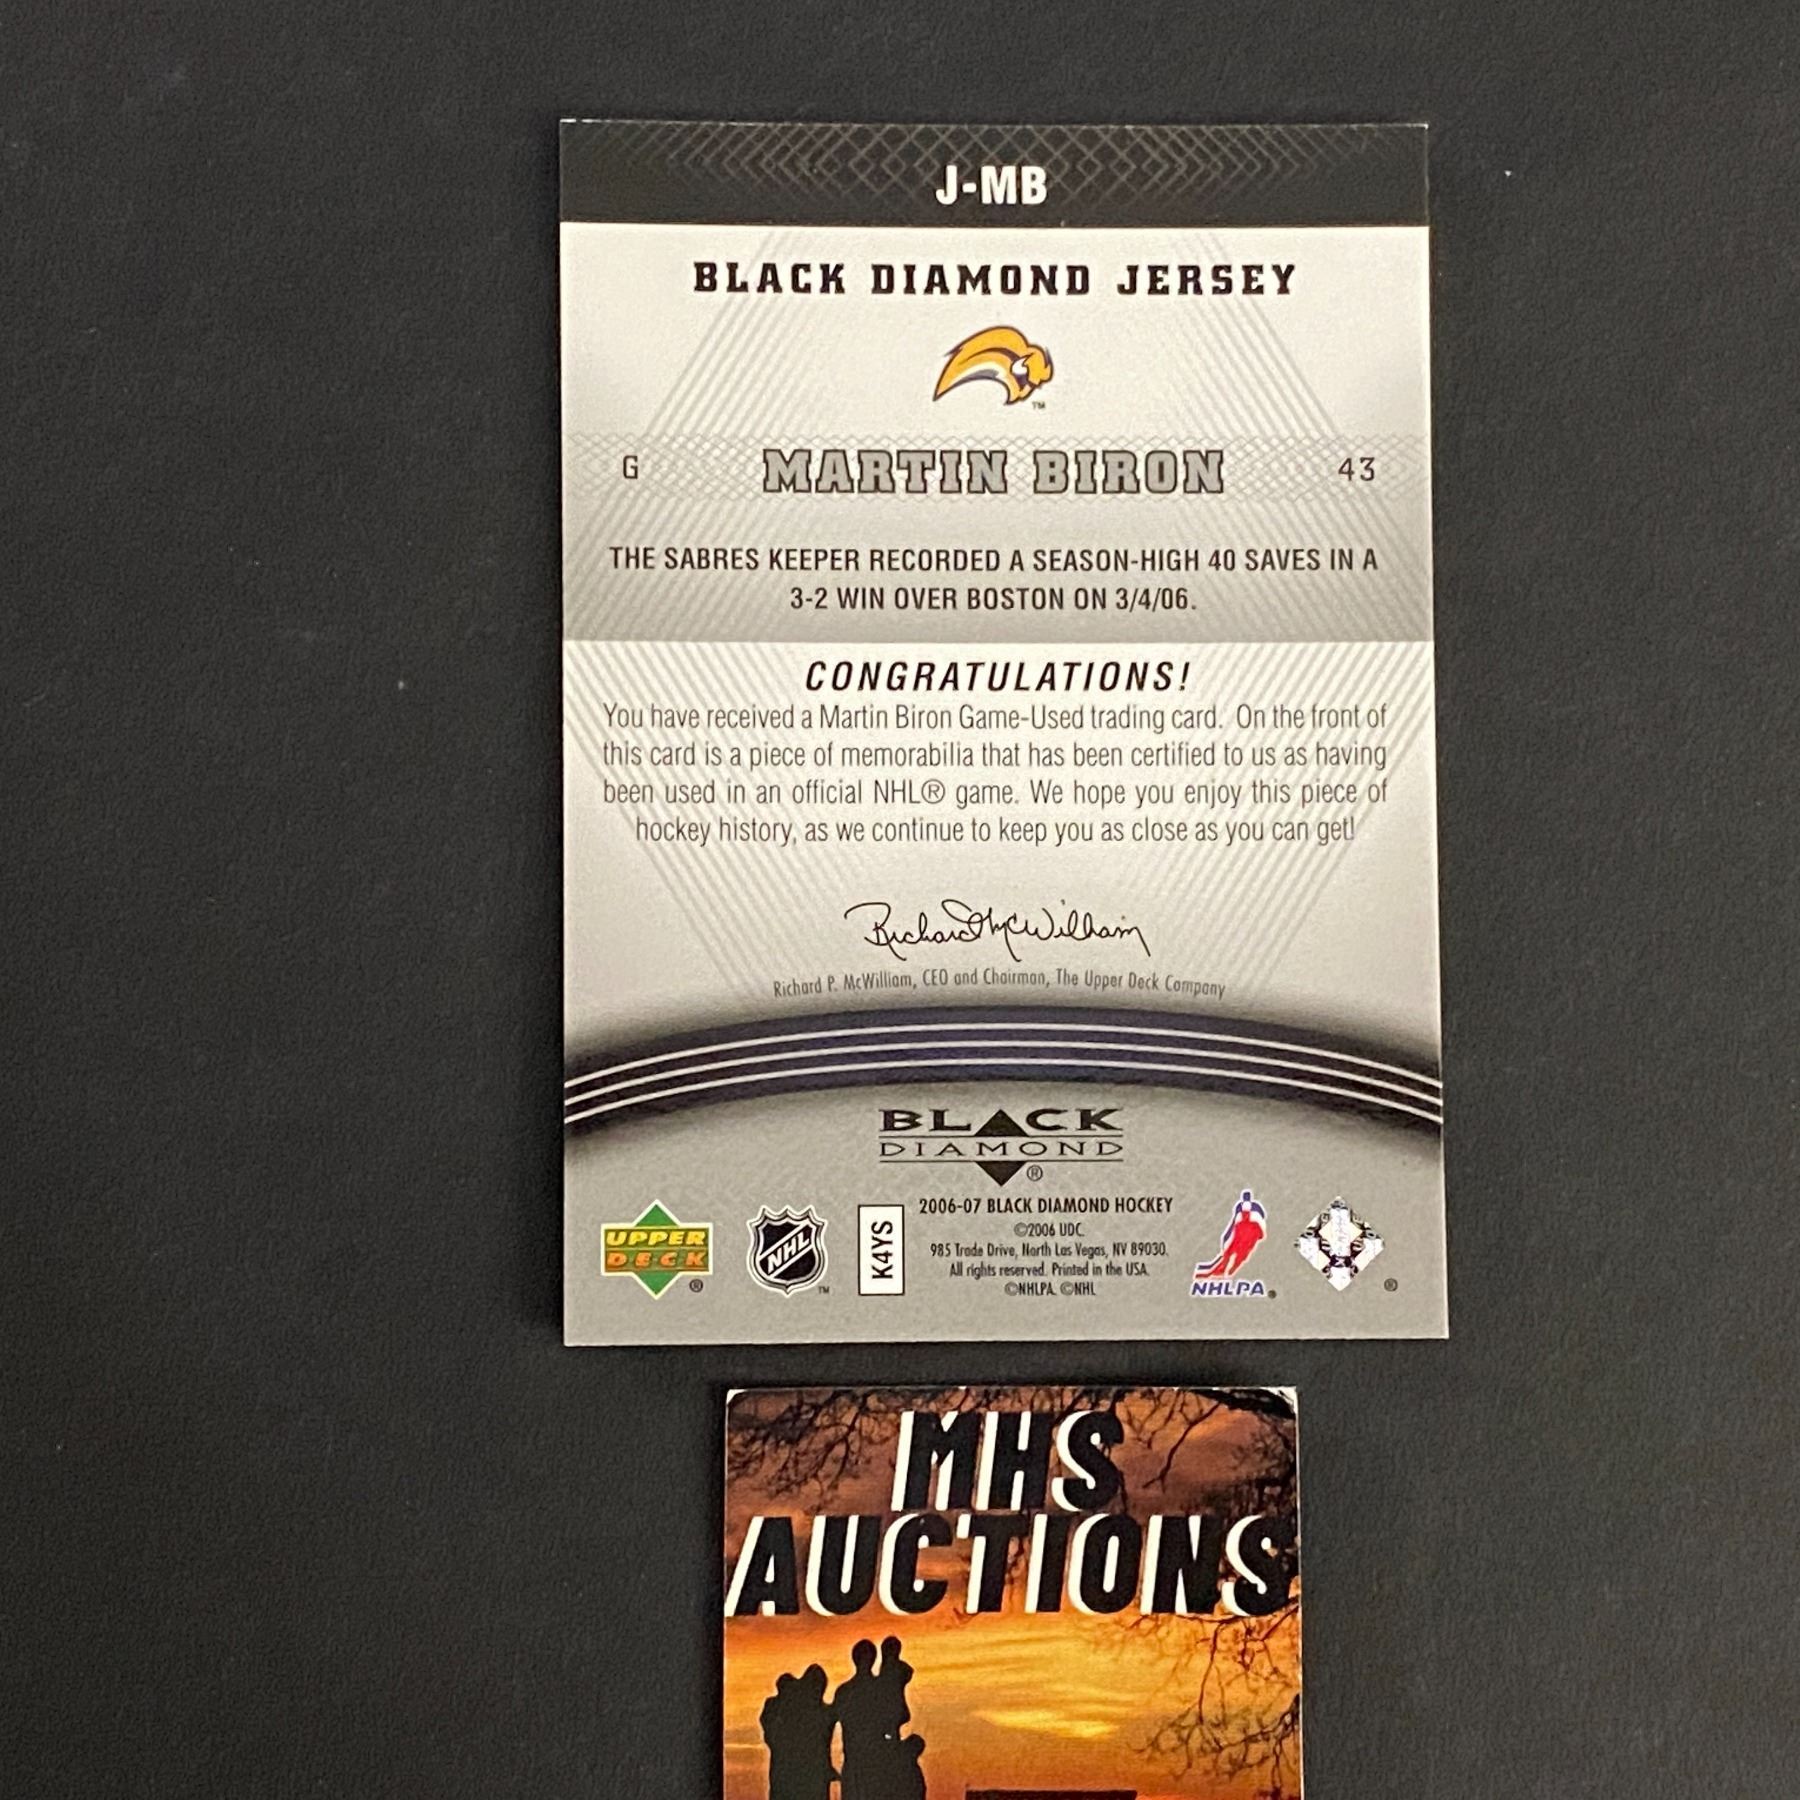 J-MB
BLACK DIAMOND JERSEY
TM
G MARTIN BIRON 43
THE SABRES KEEPER RECORDED A SEASON-HIGH 40 SAVES IN A
3-2 WIN OVER BOSTON ON 3/4/06.
CONGRATULATIONS!
You have received a Martin Biron Game-Used trading card. On the front of
this card is a piece of memorabilia that has been certified to us as having
been used in an official NHL® game. We hope you enjoy this piece of
hockey history, as we continue to keep you as close as you can get!
Richard McWilliam
Richard P. McWilliam, CEO and Chairman, The Upper Deck Company
BLACK
DIAMOND
®
UPPER
DECK
®
NHL
TM
K4YS
2006-07 BLACK DIAMOND HOCKEY
©2006 UDC.
985 Trade Drive, North Las Vegas, NV 89030.
All rights reserved. Printed in the USA.
©NHLPA. ©NHL
NHLPA®
®
MHS
AUCTIONS